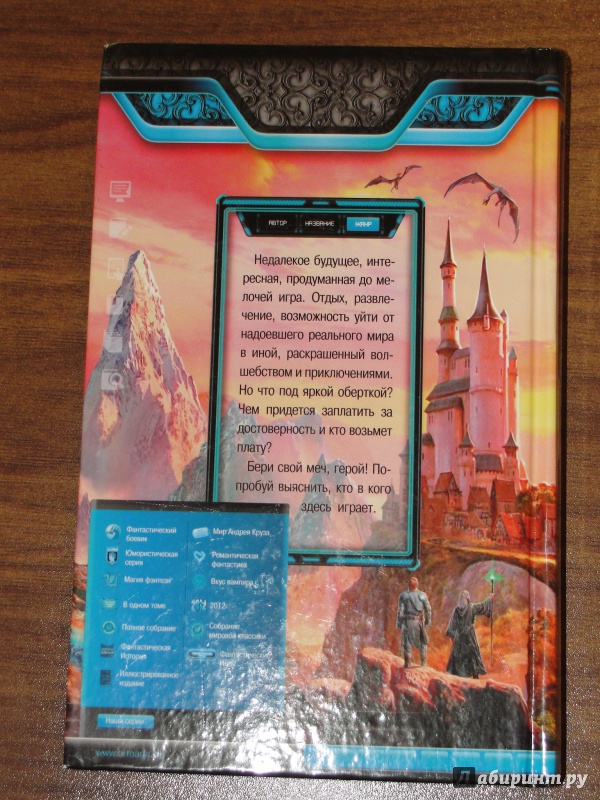 АВТОР НАЗВАНИЕ ЖАНР
Недалекое будущее, инте-
ресная, продуманная до ме-
лочей игра. Отдых, развле-
чение, возможность уйти от
надоевшего реального мира
в иной, раскрашенный вол-
шебством и приключениями.
Но что под яркой оберткой?
Чем придется заплатить за
достоверность и кто возьмет
плату?
Бери свой меч, герой! По-
пробуй выяснить, кто в кого
здесь играет.
Фантастический
боевик
Юмористическая
серия
Магия фэнтези
В одном томе
Полное собрание
Фантастическая
История
Иллюстрированное
издание
Мир Андрея Круза
Романтическая
фантастика
Вкус вампира
2012
Собрание
мировой классики
Фантастическая
Наши серии
лабиринт.ру